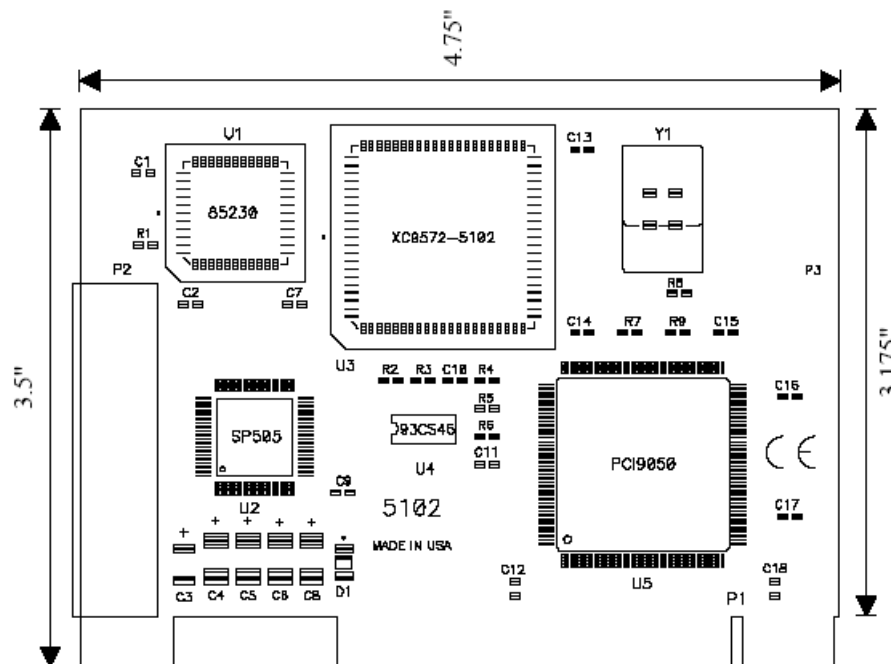 4.75"
3.5"
3.175"
U1
C13
Y1
C1
85230
XC9572-5102
R1
P2
P3
R8
C2
C7
C14
R7
R9
C15
U3
R2
R3
C10
R4
C16
R5
SP505
93CS46
R6
PCI9050
CE
C11
U4
C9
U2
5102
C17
+
+
+
+
+
MADE IN USA
C12
C18
U5
C3
C4
C5
C6
C8
D1
P1